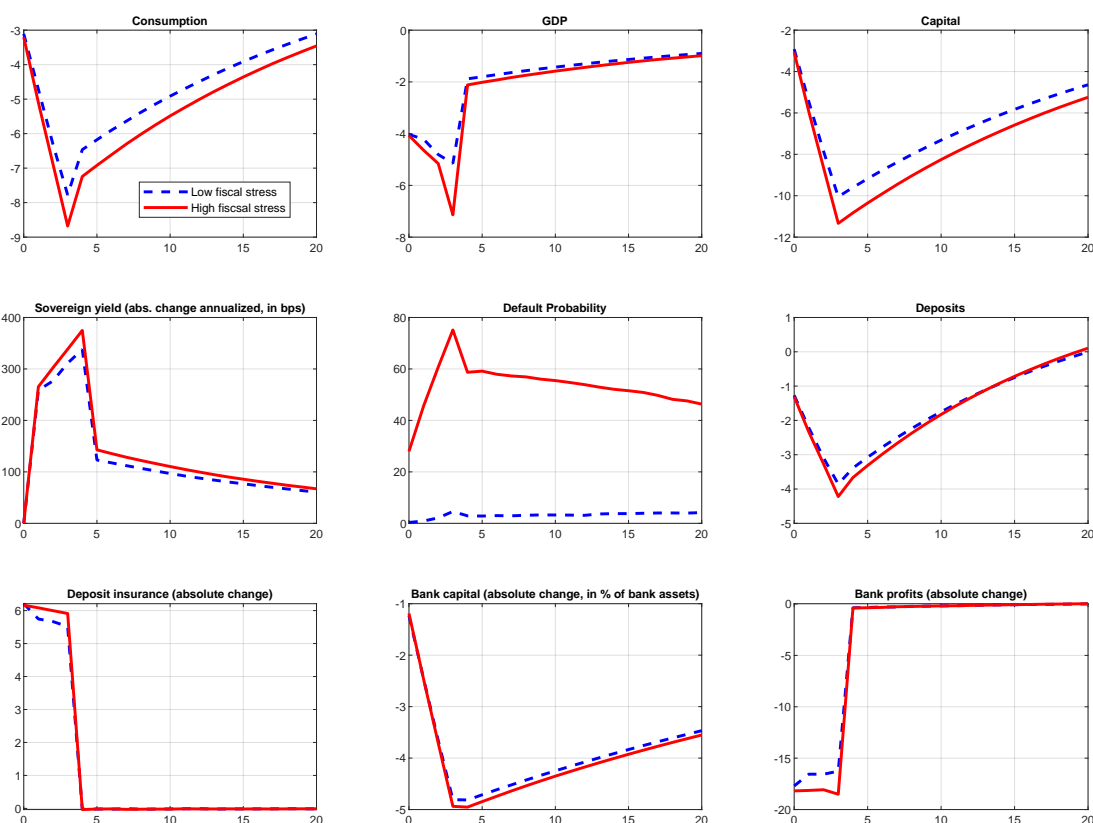 Consumption
-3
-4
-5
-6
-7
-8
-9
0 5 10 15 20
Low fiscal stress
High fiscsal stress
GDP
0
-2
-4
-6
-8
0 5 10 15 20
Capital
-2
-4
-6
-8
-10
-12
0 5 10 15 20
Sovereign yield (abs. change annualized, in bps)
400
300
200
100
0
0 5 10 15 20
Default Probability
80
60
40
20
0
0 5 10 15 20
Deposits
1
0
-1
-2
-3
-4
-5
0 5 10 15 20
Deposit insurance (absolute change)
6
5
4
3
2
1
0
0 5 10 15 20
Bank capital (absolute change, in % of bank assets)
-1
-2
-3
-4
-5
0 5 10 15 20
Bank profits (absolute change)
0
-5
-10
-15
-20
0 5 10 15 20